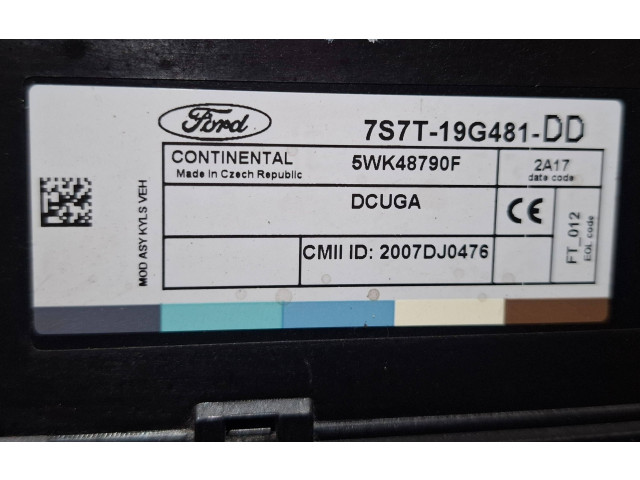 Ford
7S7T-19G481-DD
CONTINENTAL
Made in Czech Republic
5WK48790F
2A17
date code
DCUGA
CE
FT_012
EOL code
CMII ID: 2007DJ0476
MOD ASY KYLS VEH